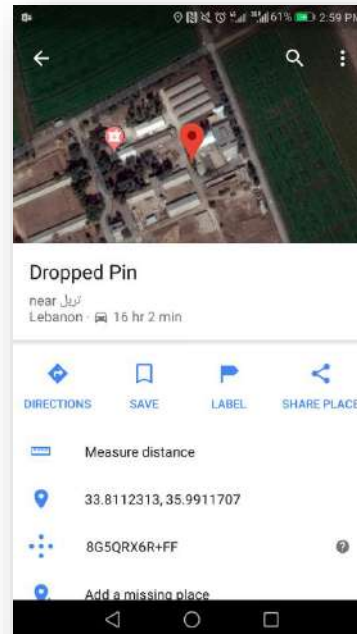 61% 2:59 PM
Dropped Pin
near تربل
Lebanon · 16 hr 2 min
DIRECTIONS SAVE LABEL SHARE PLACE
Measure distance
33.8112313, 35.9911707
8G5QRX6R+FF
Add a missing place